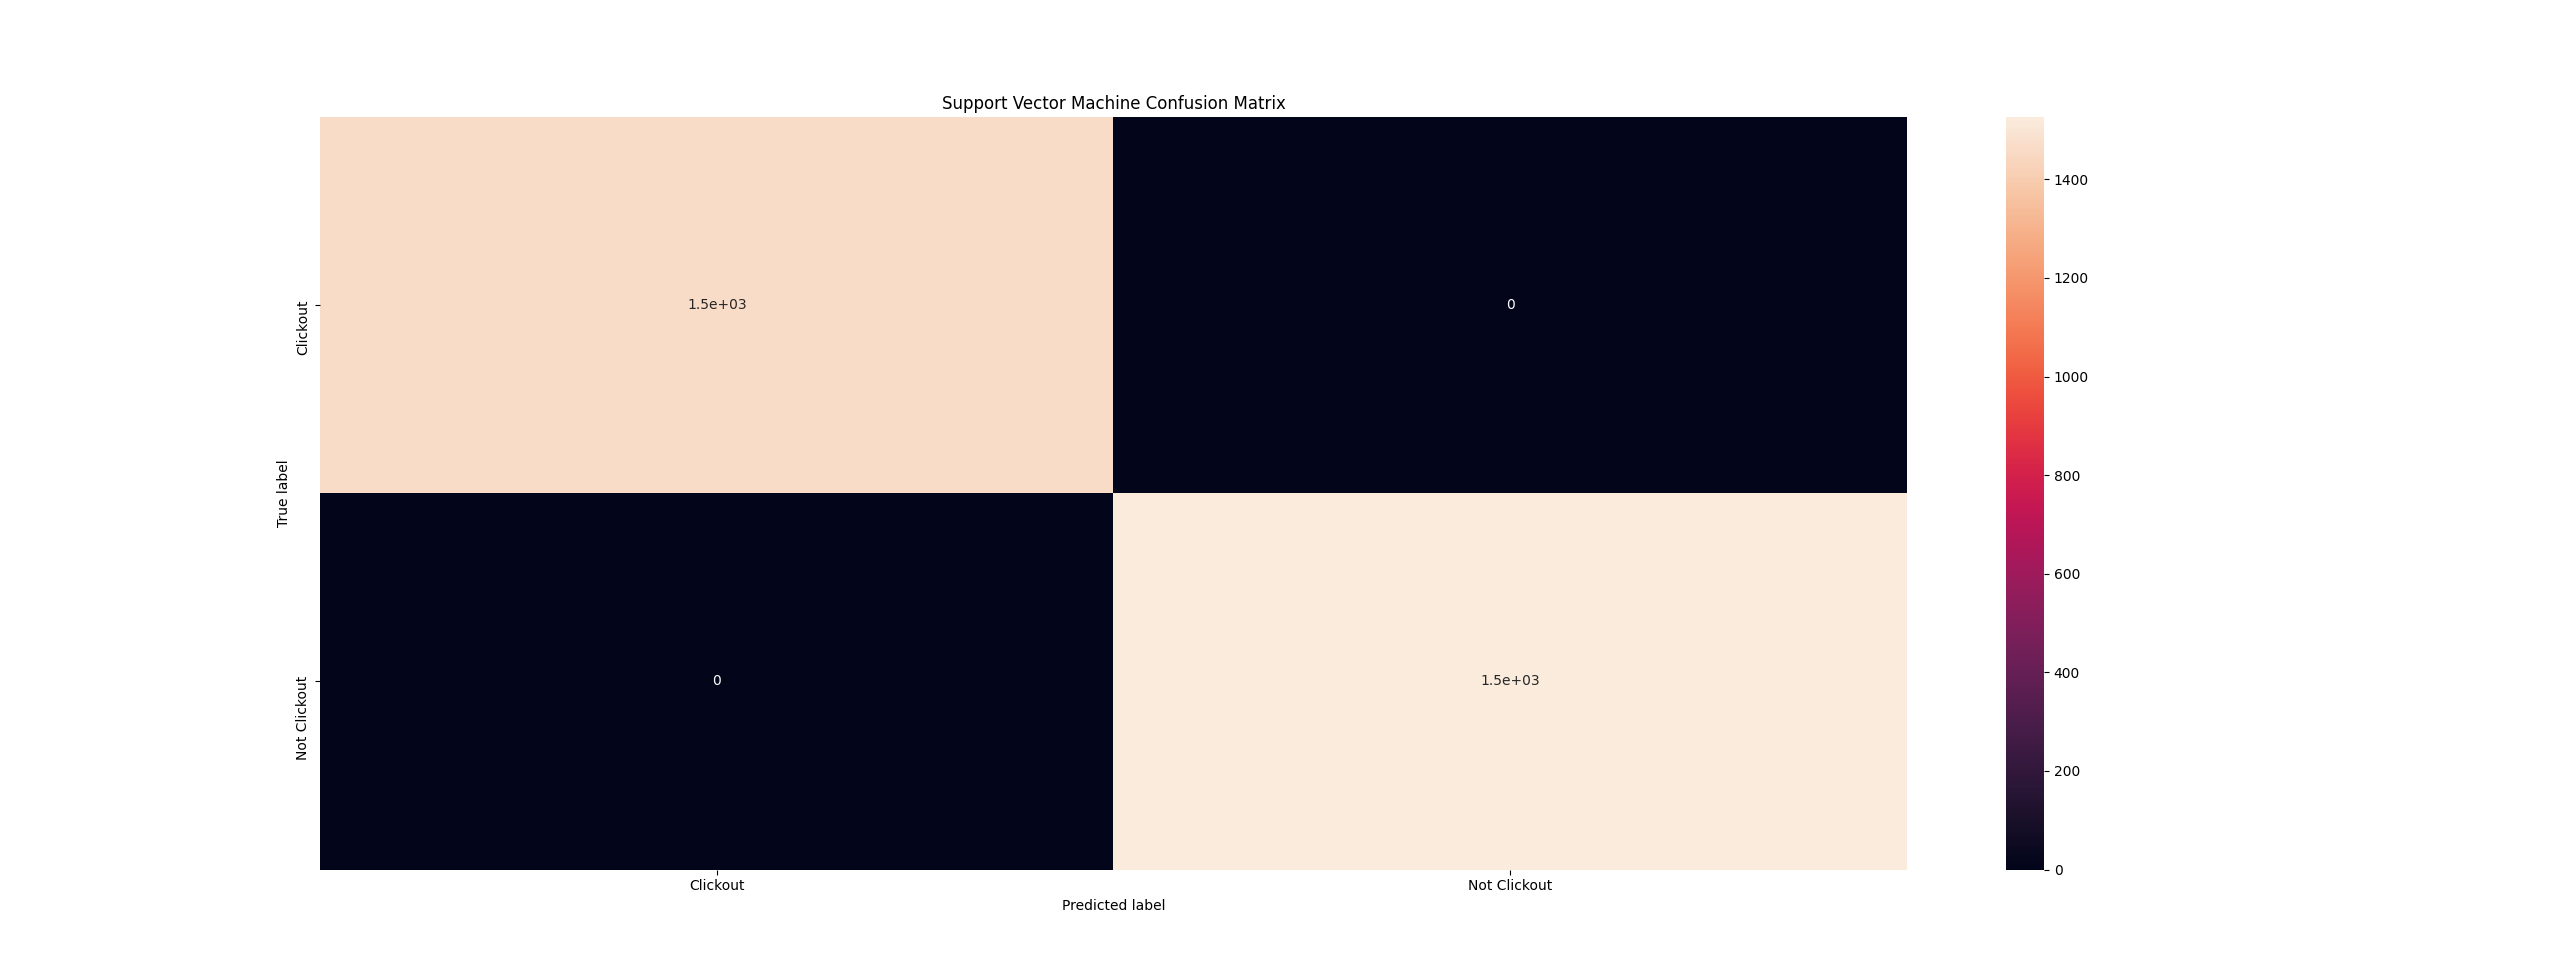 Support Vector Machine Confusion Matrix
True label
Clickout
1.5e+03
0
Not Clickout
0
1.5e+03
Clickout
Not Clickout
Predicted label
1400
1200
1000
800
600
400
200
0